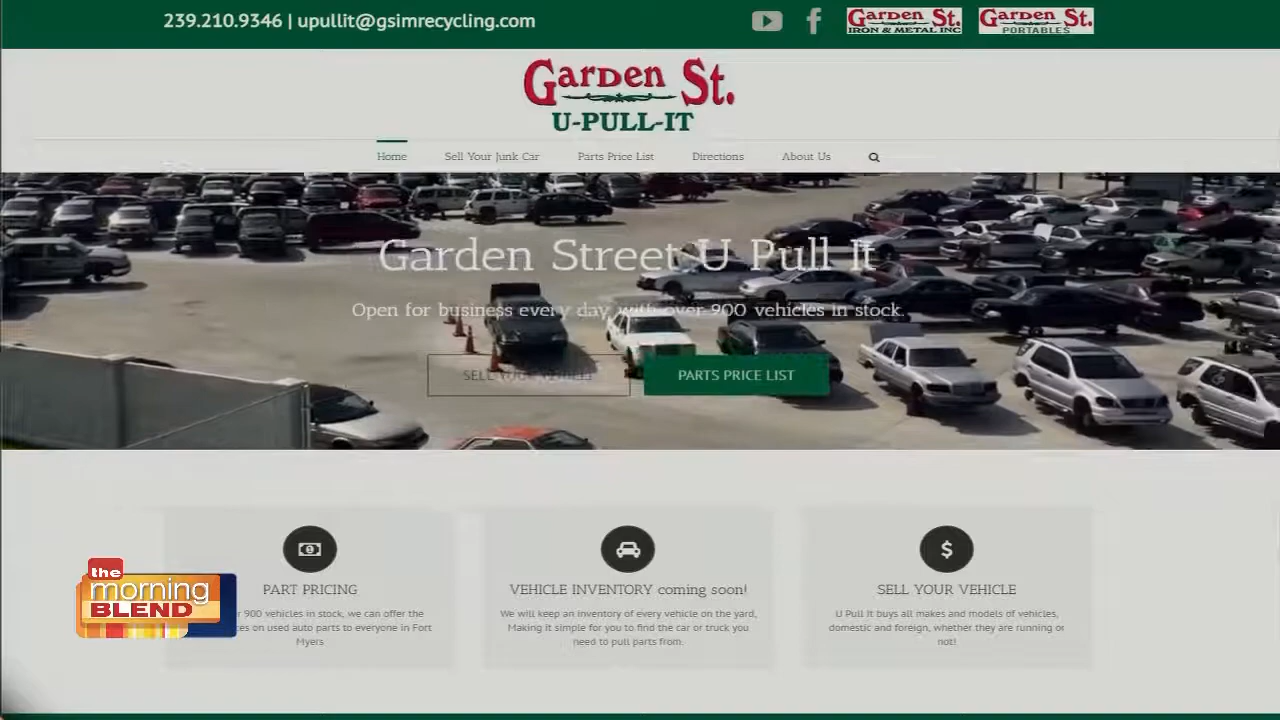 239.210.9346 | upullit@gsimrecycling.com
Garden St.
IRON & METAL INC
Garden St.
PORTABLES
Garden St.
U-PULL-IT
Home
Sell Your Junk Car
Parts Price List
Directions
About Us
Garden Street U Pull It
Open for business every day with over 900 vehicles in stock.
SELL YOUR VEHICLE
PARTS PRICE LIST
PART PRICING
900 vehicles in stock, we can offer the
on used auto parts to everyone in Fort
Myers
VEHICLE INVENTORY coming soon!
We will keep an inventory of every vehicle on the yard,
Making it simple for you to find the car or truck you
need to pull parts from.
SELL YOUR VEHICLE
U Pull It buys all makes and models of vehicles,
domestic and foreign, whether they are running or
not!
the
morning
BLEND